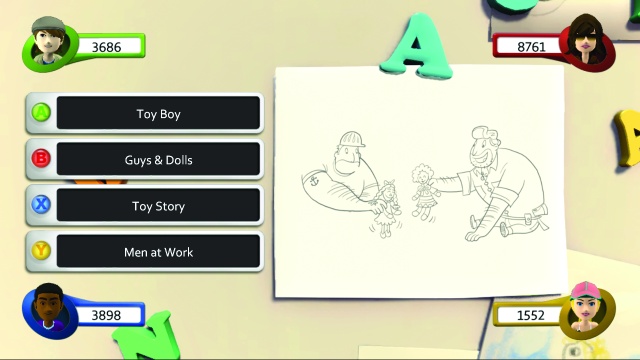 3686
8761
A
A Toy Boy
B Guys & Dolls
X Toy Story
Y Men at Work
3898
1552
N
A